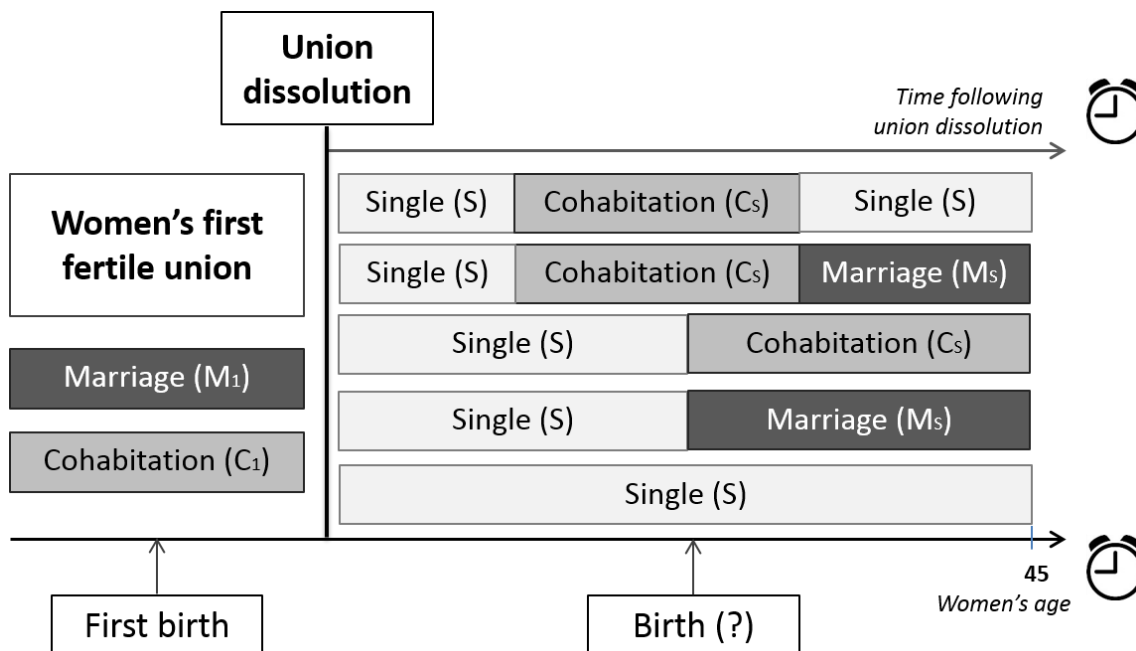 Union
dissolution
Time following
union dissolution
Women's first
fertile union
Marriage (M₁)
Cohabitation (C₁)
Single (S) Cohabitation (Cs) Single (S)
Single (S) Cohabitation (Cs) Marriage (Ms)
Single (S) Cohabitation (Cs)
Single (S) Marriage (Ms)
Single (S)
45
Women's age
First birth
Birth (?)